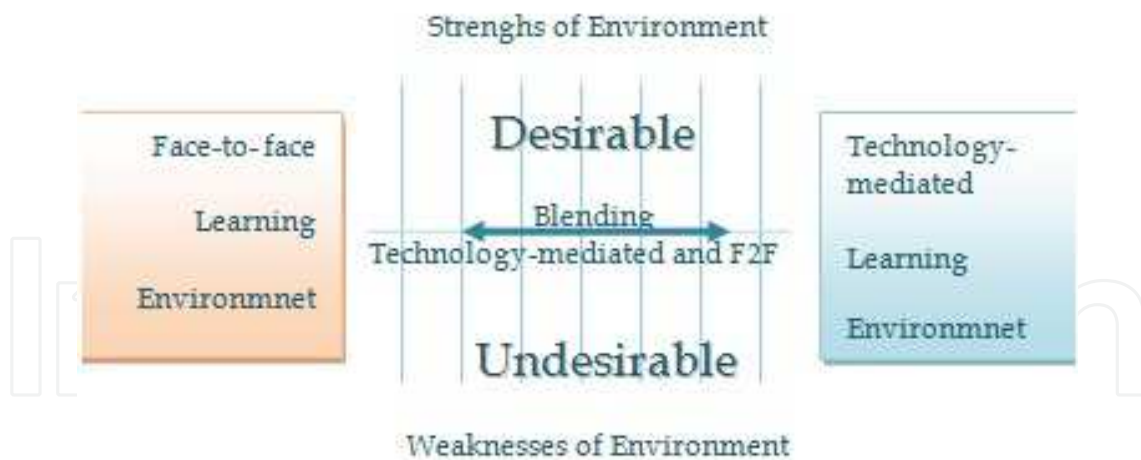 Strenghs of Environment
Face-to-face
Learning
Environmnet
Desirable
Blending
Technology-mediated and F2F
Undesirable
Technology-
mediated
Learning
Environmnet
Weaknesses of Environment